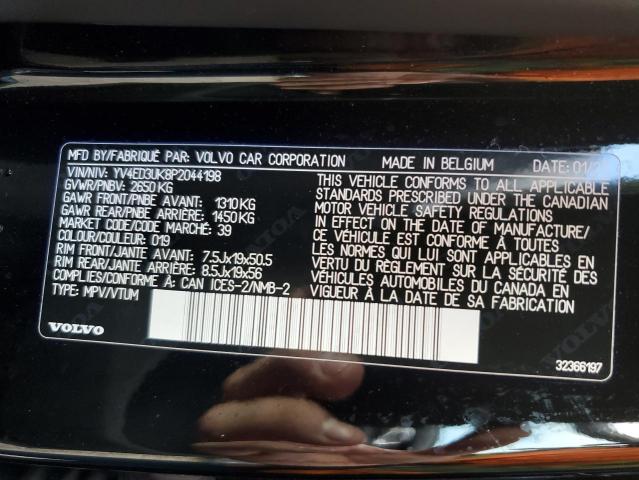 MFD BY/FABRIQUÉ PAR: VOLVO CAR CORPORATION MADE IN BELGIUM DATE: 01/2
VIN/NIV: YV4ED3UK8P2044198
GVWR/PNBV: 2650 KG
GAWR FRONT/PNBE AVANT: 1310 KG
GAWR REAR/PNBE ARRIÈRE: 1450 KG
MARKET CODE/CODE MARCHÉ: 39
COLOUR/COULEUR: 019
RIM FRONT/JANTE AVANT: 7.5Jx19x50.5
RIM REAR/JANTE ARRIÈRE: 8.5Jx19x56
COMPLIES/CONFORME À: CAN ICES-2/NMB-2
TYPE: MPV/VTUM
THIS VEHICLE CONFORMS TO ALL APPLICABLE
STANDARDS PRESCRIBED UNDER THE CANADIAN
MOTOR VEHICLE SAFETY REGULATIONS
IN EFFECT ON THE DATE OF MANUFACTURE/
CE VÉHICULE EST CONFORME À TOUTES
LES NORMES QUI LUI SONT APPLICABLES
EN VERTU DU RÈGLEMENT SUR LA SÉCURITÉ DES
VÉHICULES AUTOMOBILES DU CANADA EN
VIGUEUR À LA DATE DE SA FABRICATION
VOLVO
32366197